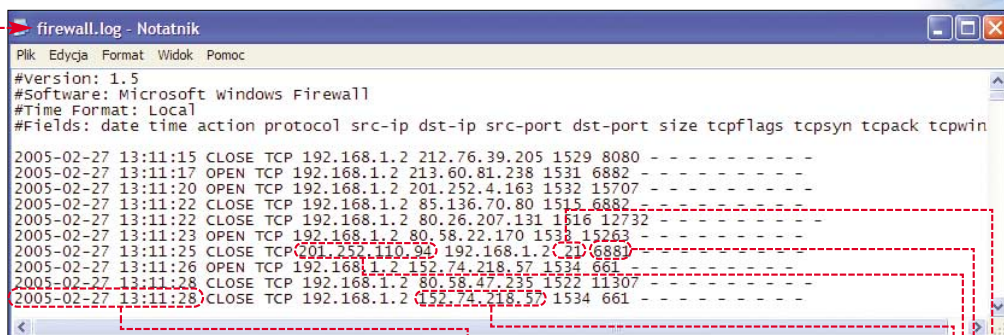 firewall.log - Notatnik
Plik Edycja Format Widok Pomoc
#Version: 1.5
#Software: Microsoft Windows Firewall
#Time Format: Local
#Fields: date time action protocol src-ip dst-ip src-port dst-port size tcpflags tcpsyn tcpack tcpwin
2005-02-27 13:11:15 CLOSE TCP 192.168.1.2 212.76.39.205 1529 8080 - - - - - - - - -
2005-02-27 13:11:17 OPEN TCP 192.168.1.2 213.60.81.238 1531 6882 - - - - - - - - -
2005-02-27 13:11:20 OPEN TCP 192.168.1.2 201.252.4.163 1532 15707 - - - - - - - - -
2005-02-27 13:11:22 CLOSE TCP 192.168.1.2 85.136.70.80 1515 6882 - - - - - - - - -
2005-02-27 13:11:22 CLOSE TCP 192.168.1.2 80.26.207.131 1516 12732 - - - - - - - - -
2005-02-27 13:11:23 OPEN TCP 192.168.1.2 80.58.22.170 1533 15263 - - - - - - - - -
2005-02-27 13:11:25 CLOSE TCP 201.252.110.94 192.168.1.2 21 6881 - - - - - - - - -
2005-02-27 13:11:26 OPEN TCP 192.168.1.2 152.74.218.57 1534 661 - - - - - - - - -
2005-02-27 13:11:28 CLOSE TCP 192.168.1.2 80.58.47.235 1522 11307 - - - - - - - - -
2005-02-27 13:11:28 CLOSE TCP 192.168.1.2 152.74.218.57 1534 661 - - - - - - - - -